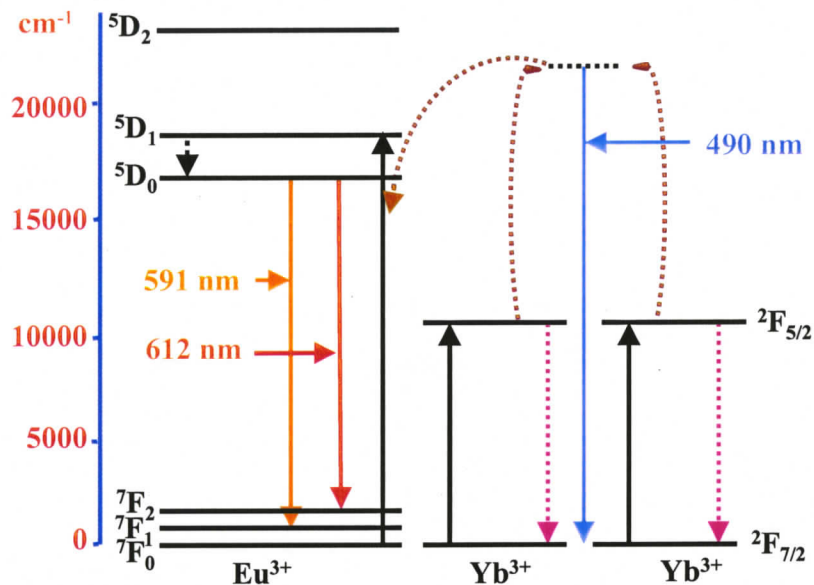 cm⁻¹
⁵D₂
20000
⁵D₁
490 nm
⁵D₀
15000
591 nm
²F₅/₂
10000
612 nm
5000
⁷F₂
⁷F₁
0
⁷F₀
²F₇/₂
Eu³⁺
Yb³⁺
Yb³⁺